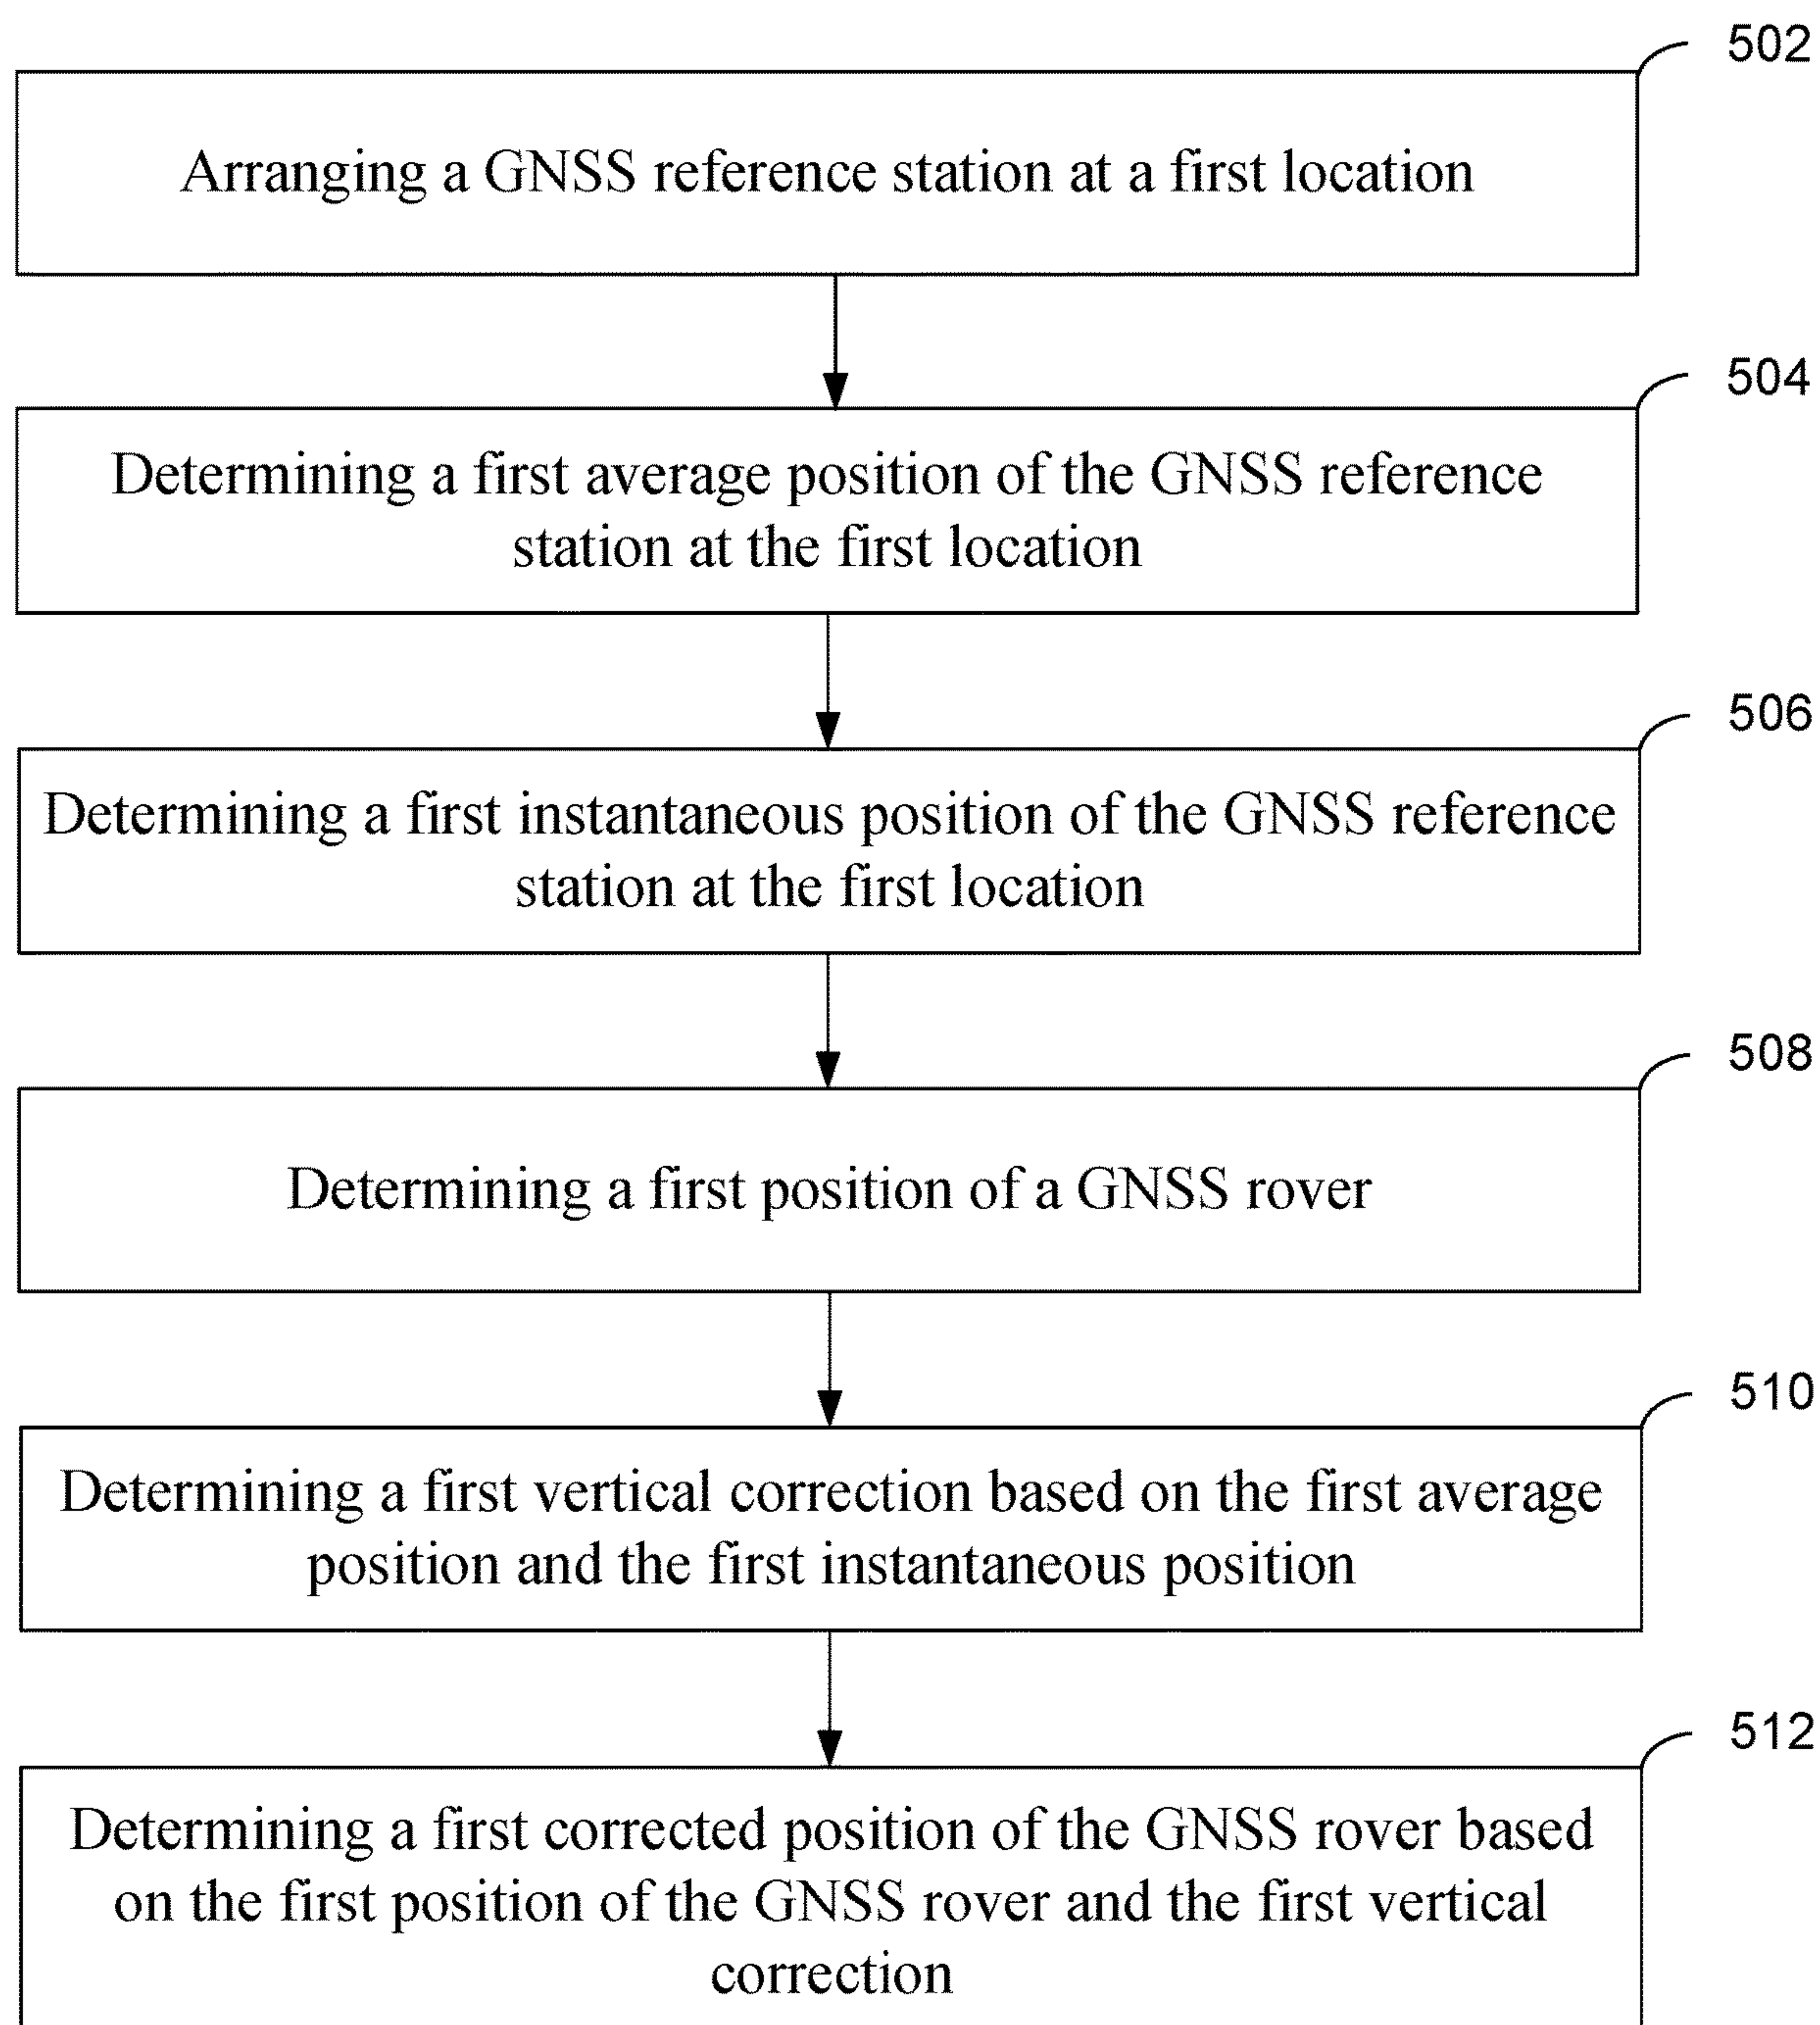 502
Arranging a GNSS reference station at a first location
504
Determining a first average position of the GNSS reference
station at the first location
506
Determining a first instantaneous position of the GNSS reference
station at the first location
508
Determining a first position of a GNSS rover
510
Determining a first vertical correction based on the first average
position and the first instantaneous position
512
Determining a first corrected position of the GNSS rover based
on the first position of the GNSS rover and the first vertical
correction